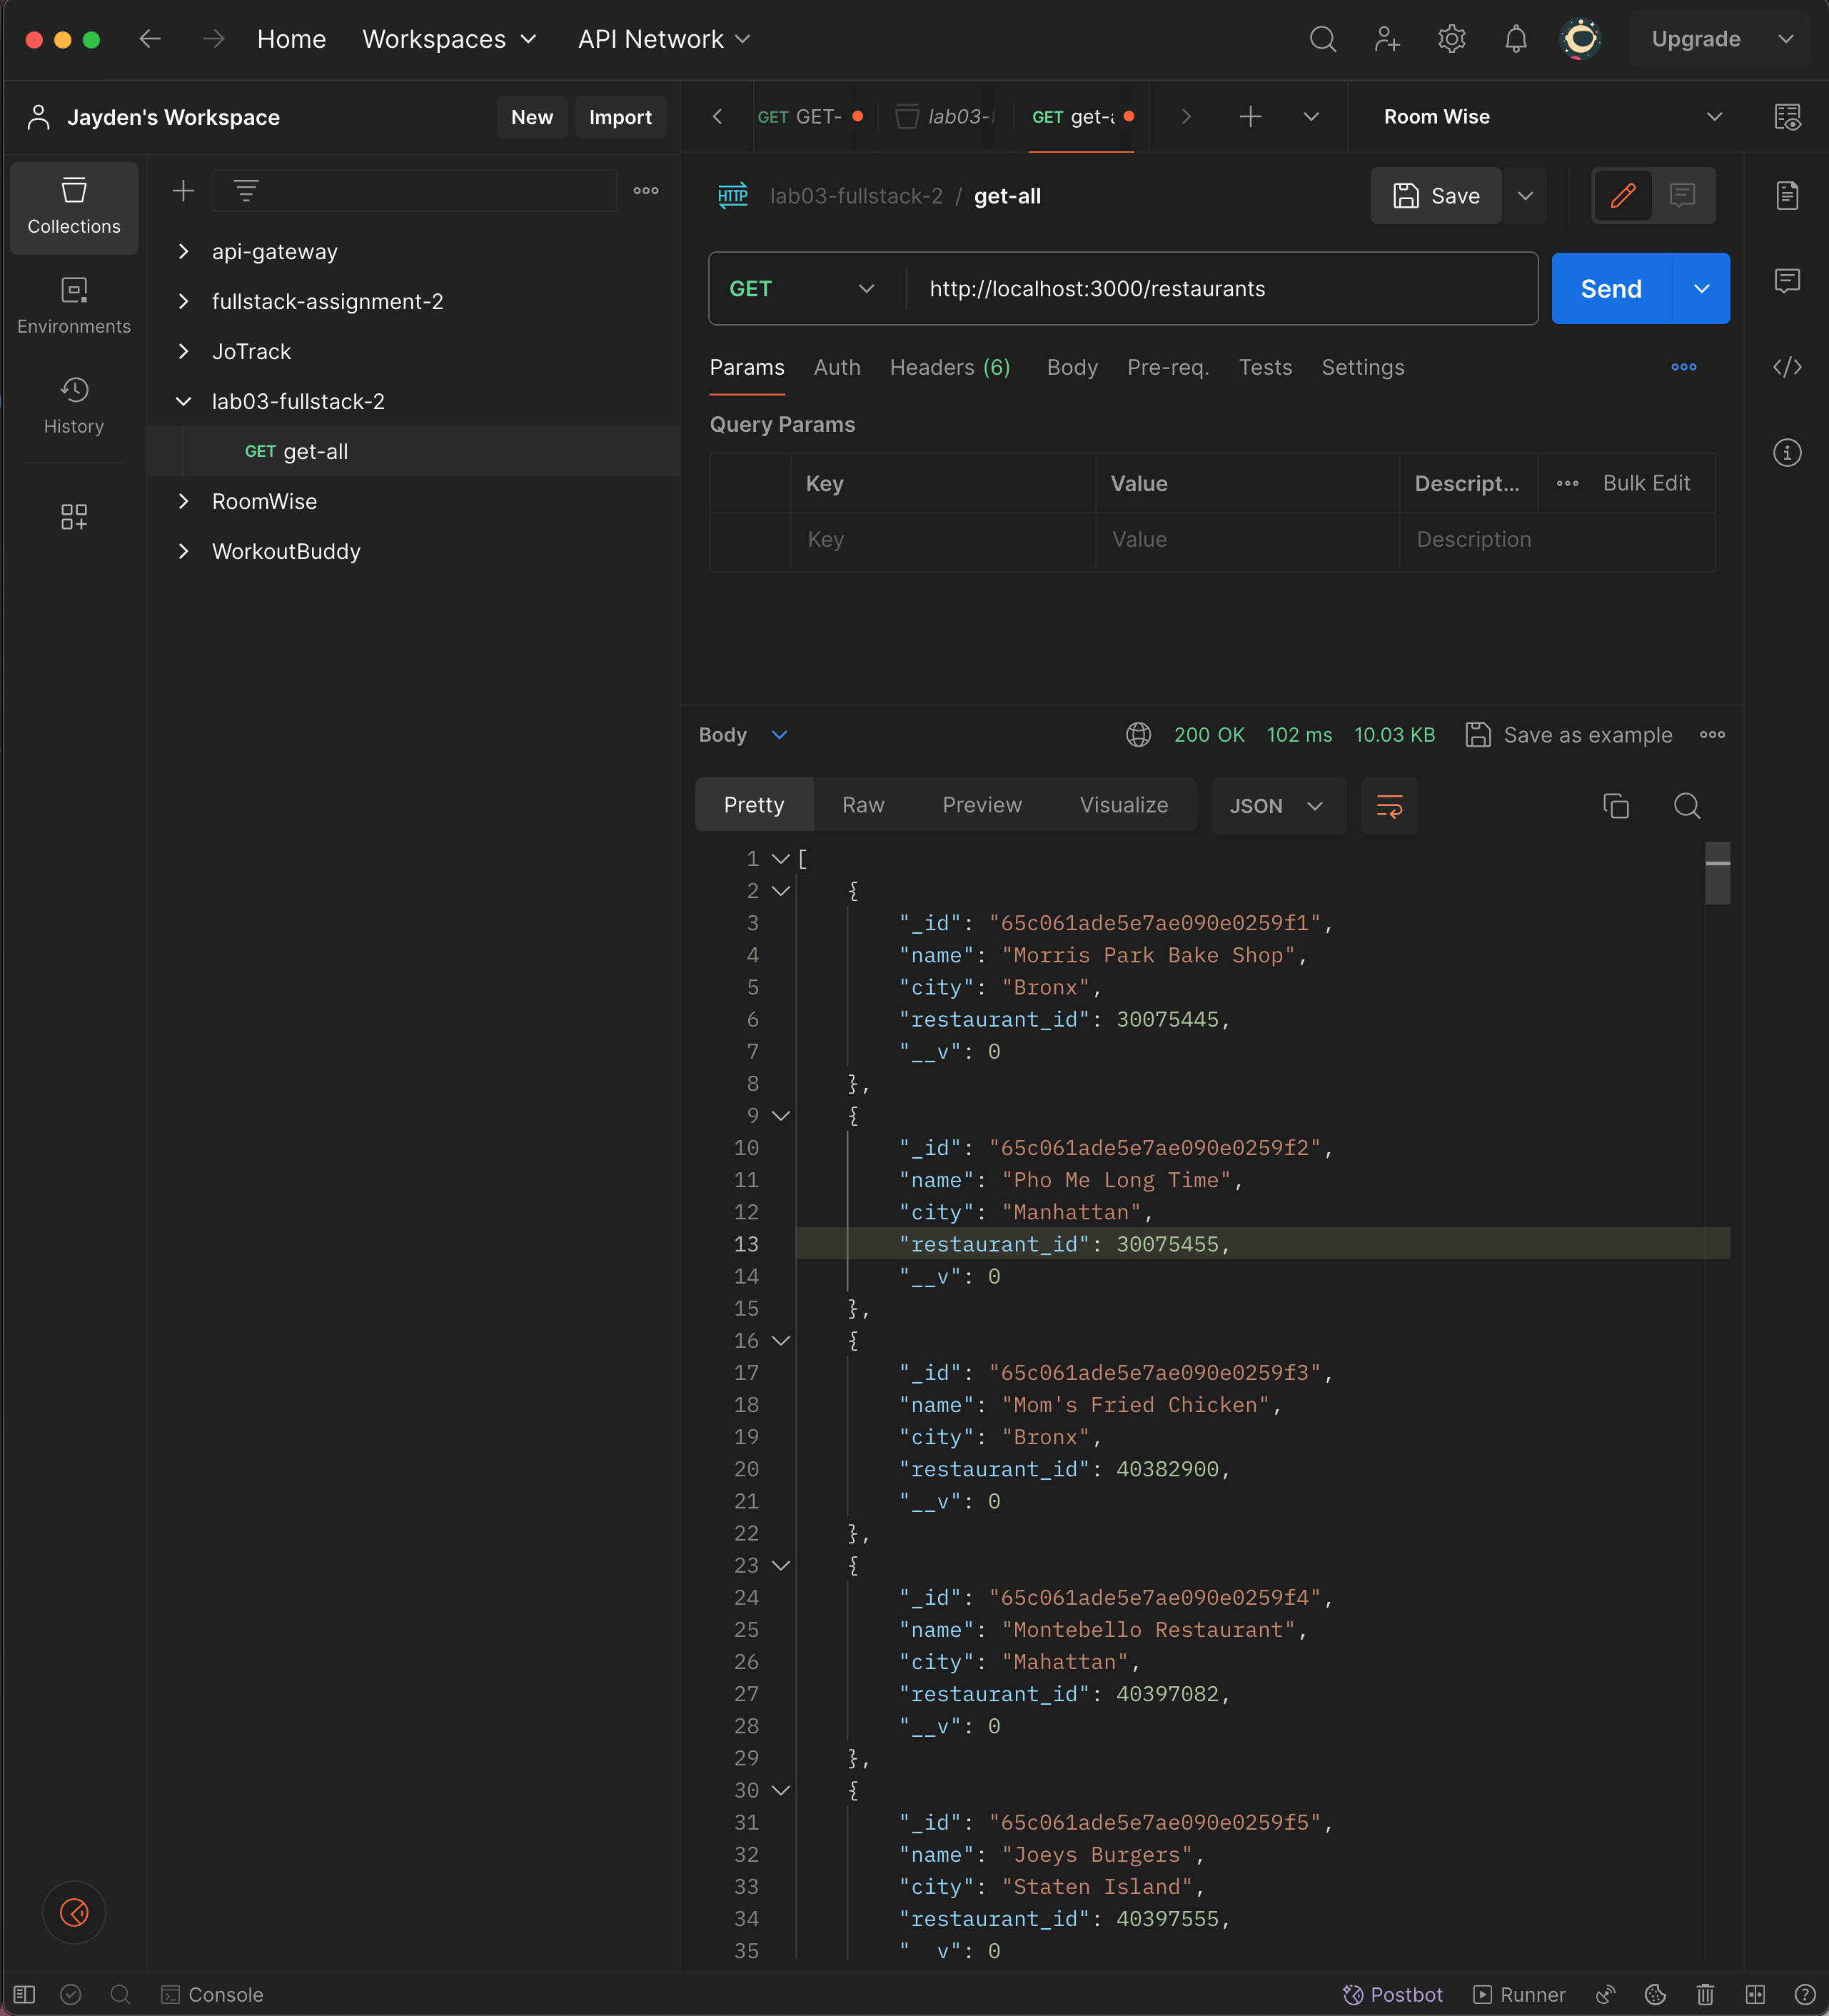 Home Workspaces API Network Upgrade
Jayden's Workspace New Import
GET GET- lab03- GET get- Room Wise
Collections
Environments
History
api-gateway
fullstack-assignment-2
JoTrack
lab03-fullstack-2
GET get-all
RoomWise
WorkoutBuddy
HTTP lab03-fullstack-2 / get-all Save
GET http://localhost:3000/restaurants Send
Params Auth Headers (6) Body Pre-req. Tests Settings
Query Params
Key Value Descript... Bulk Edit
Key Value Description
Body 200 OK 102 ms 10.03 KB Save as example
Pretty Raw Preview Visualize JSON
1 [
2 {
3 "_id": "65c061ade5e7ae090e0259f1",
4 "name": "Morris Park Bake Shop",
5 "city": "Bronx",
6 "restaurant_id": 30075445,
7 "__v": 0
8 },
9 {
10 "_id": "65c061ade5e7ae090e0259f2",
11 "name": "Pho Me Long Time",
12 "city": "Manhattan",
13 "restaurant_id": 30075455,
14 "__v": 0
15 },
16 {
17 "_id": "65c061ade5e7ae090e0259f3",
18 "name": "Mom's Fried Chicken",
19 "city": "Bronx",
20 "restaurant_id": 40382900,
21 "__v": 0
22 },
23 {
24 "_id": "65c061ade5e7ae090e0259f4",
25 "name": "Montebello Restaurant",
26 "city": "Mahattan",
27 "restaurant_id": 40397082,
28 "__v": 0
29 },
30 {
31 "_id": "65c061ade5e7ae090e0259f5",
32 "name": "Joeys Burgers",
33 "city": "Staten Island",
34 "restaurant_id": 40397555,
35 "__v": 0
Console Postbot Runner